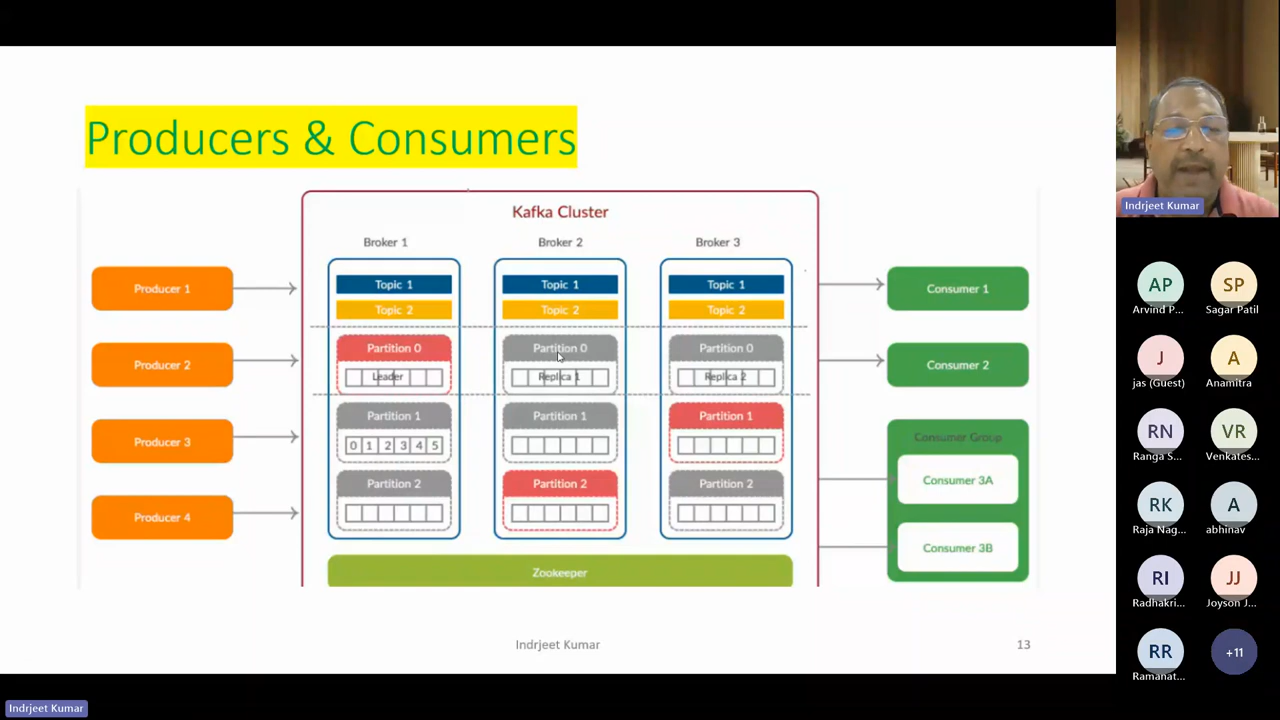 Producers & Consumers
Kafka Cluster
Broker 1
Broker 2
Broker 3
Producer 1
Producer 2
Producer 3
Producer 4
Topic 1
Topic 2
Partition 0
Leader
Partition 1
0 1 2 3 4 5
Partition 2
Topic 1
Topic 2
Partition 0
Replica 1
Partition 1
Partition 2
Topic 1
Topic 2
Partition 0
Replica 2
Partition 1
Partition 2
Zookeeper
Consumer 1
Consumer 2
Consumer Group
Consumer 3A
Consumer 3B
Indrjeet Kumar
13
Indrjeet Kumar
AP
Arvind P...
SP
Sagar Patil
J
jas (Guest)
A
Anamitra
RN
Ranga S...
VR
Venkates...
RK
Raja Nag...
A
abhinav
RI
Radhakri...
JJ
Joyson J...
RR
Ramanat...
+11
Indrjeet Kumar